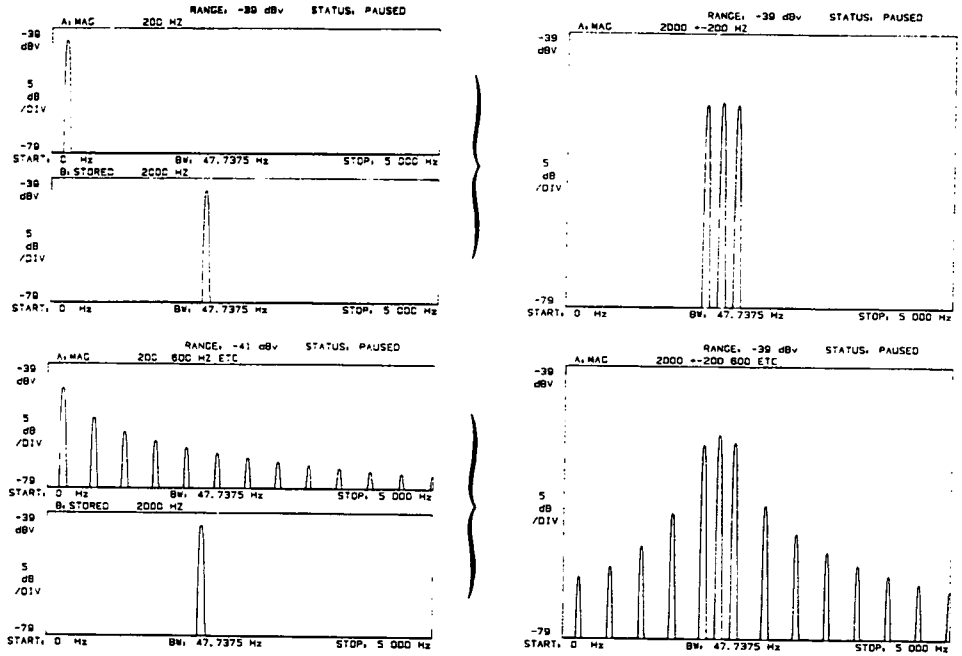 RANGE: -39 dBv STATUS: PAUSED
A: MAG 200 HZ
-39
dBv
5
dB
/DIV
-79
START: 0 Hz BW: 47.7375 Hz STOP: 5 000 Hz
B: STORED 2000 HZ
-39
dBv
5
dB
/DIV
-79
START: 0 Hz BW: 47.7375 Hz STOP: 5 000 Hz
RANGE: -39 dBv STATUS: PAUSED
A: MAG 2000 +-200 HZ
-39
dBv
5
dB
/DIV
-79
START: 0 Hz BW: 47.7375 Hz STOP: 5 000 Hz
RANGE: -41 dBv STATUS: PAUSED
A: MAG 200 600 HZ ETC
-39
dBv
5
dB
/DIV
-79
START: 0 Hz BW: 47.7375 Hz STOP: 5 000 Hz
B: STORED 2000 HZ
-39
dBv
5
dB
/DIV
-79
START: 0 Hz BW: 47.7375 Hz STOP: 5 000 Hz
RANGE: -39 dBv STATUS: PAUSED
A: MAG 2000 +-200 600 ETC
-39
dBv
5
dB
/DIV
-79
START: 0 Hz BW: 47.7375 Hz STOP: 5 000 Hz